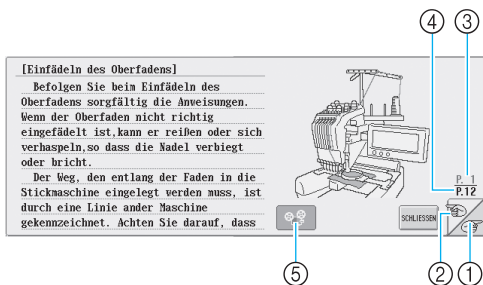 ④ ③
[Einfädeln des Oberfadens]
Befolgen Sie beim Einfädeln des
Oberfadens sorgfältig die Anweisungen.
Wenn der Oberfaden nicht richtig
eingefädelt ist,kann er reißen oder sich
verhaspeln,so dass die Nadel verbiegt
oder bricht.
Der Weg, den entlang der Faden in die
Stickmaschine eingelegt werden muss, ist
durch eine Linie ander Maschine
gekennzeichnet. Achten Sie darauf, dass
P. 1
P.12
SCHLIESSEN
⑤ ② ①